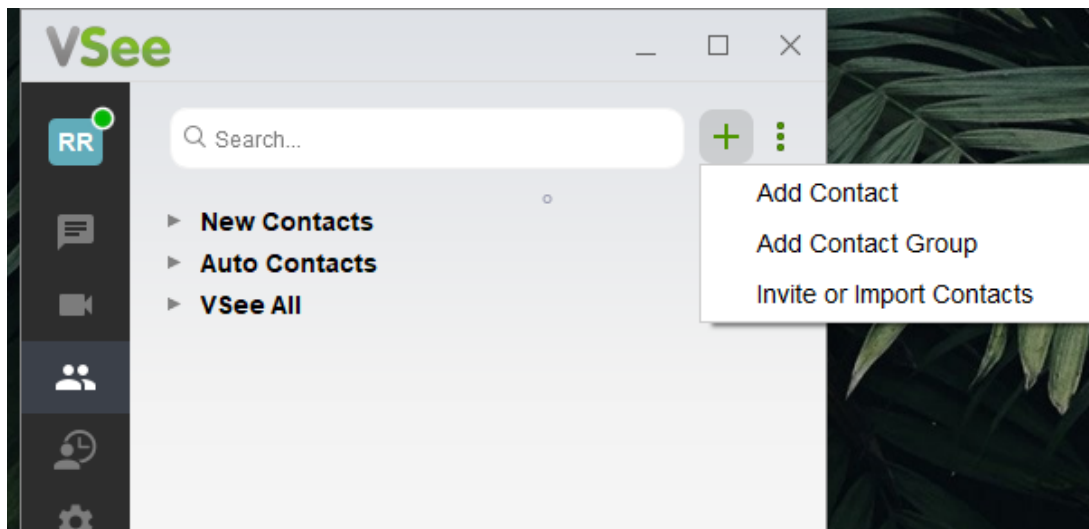 VSee
RR
Search...
New Contacts
Auto Contacts
VSee All
Add Contact
Add Contact Group
Invite or Import Contacts